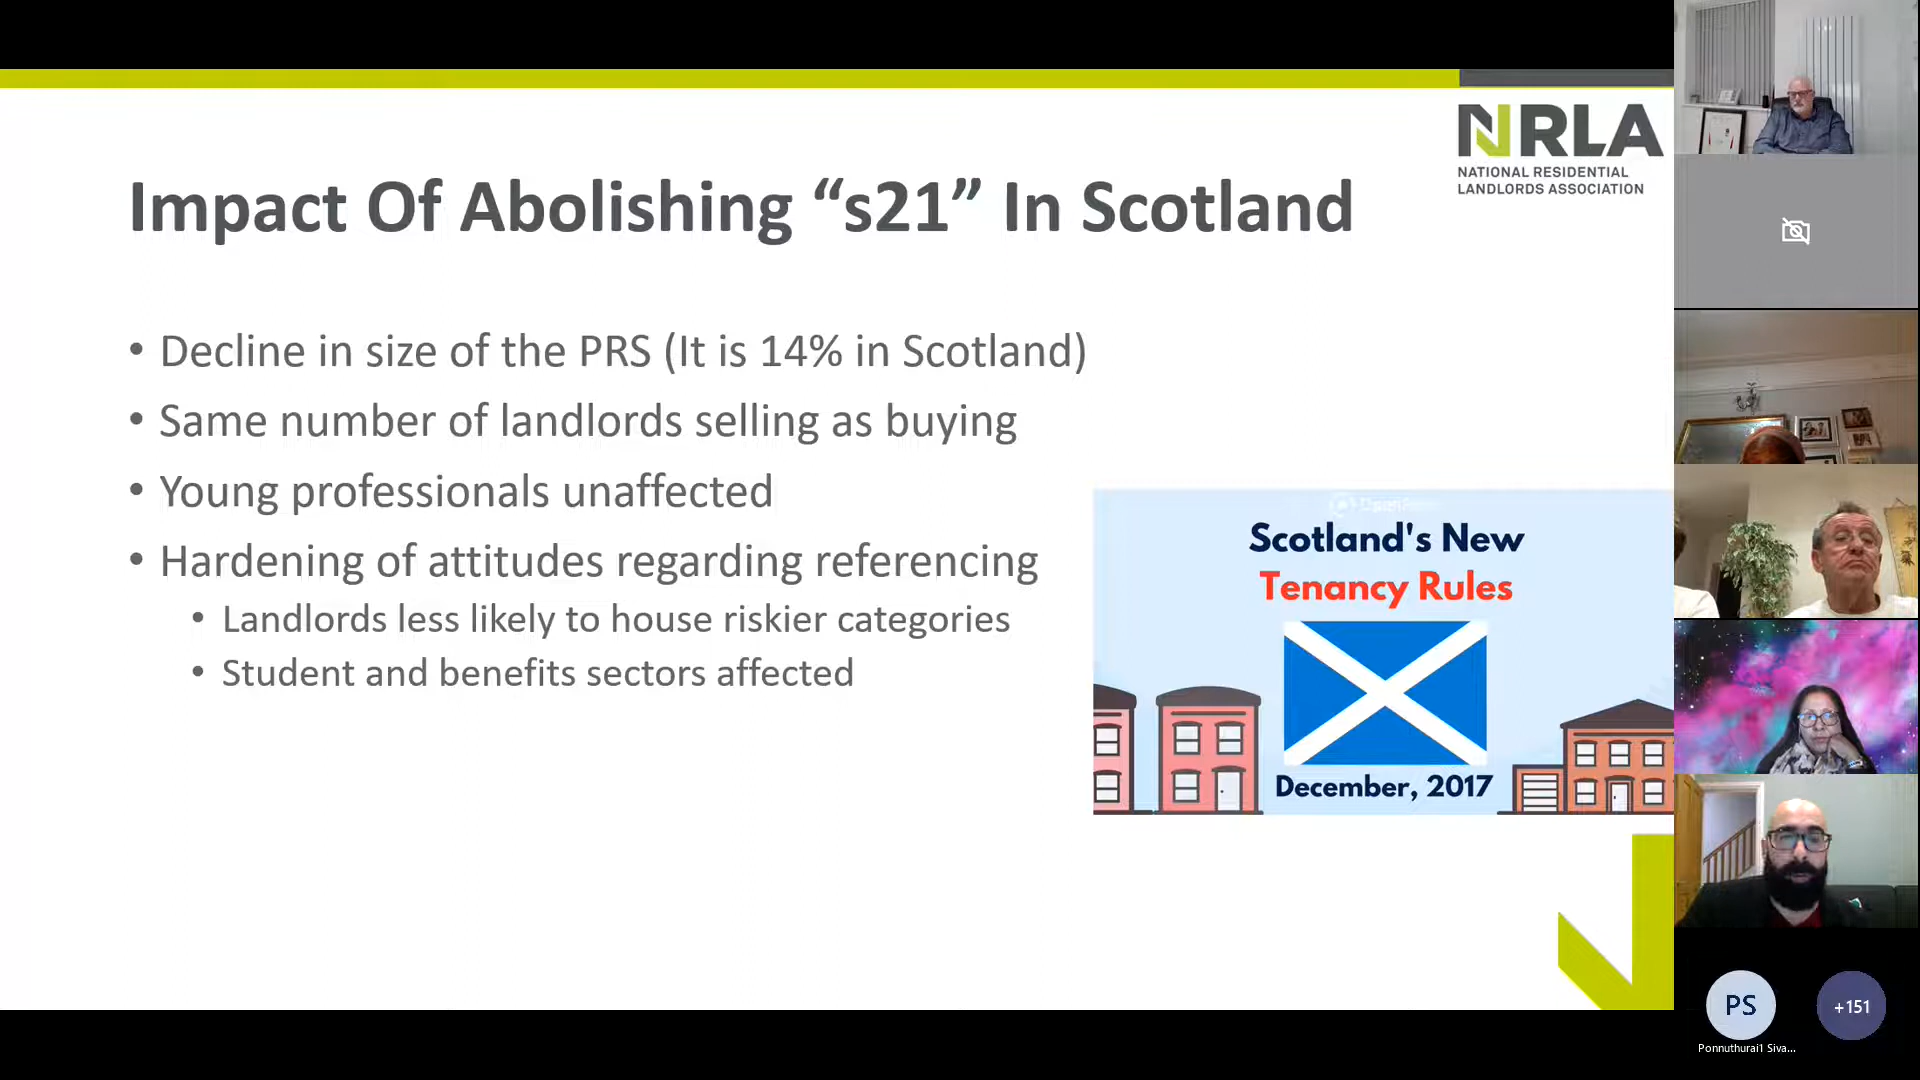 NRLA
NATIONAL RESIDENTIAL
LANDLORDS ASSOCIATION
Impact Of Abolishing “s21” In Scotland
• Decline in size of the PRS (It is 14% in Scotland)
• Same number of landlords selling as buying
• Young professionals unaffected
• Hardening of attitudes regarding referencing
• Landlords less likely to house riskier categories
• Student and benefits sectors affected
Scotland's New
Tenancy Rules
December, 2017
PS
+151
Ponnuthurai1 Siva...